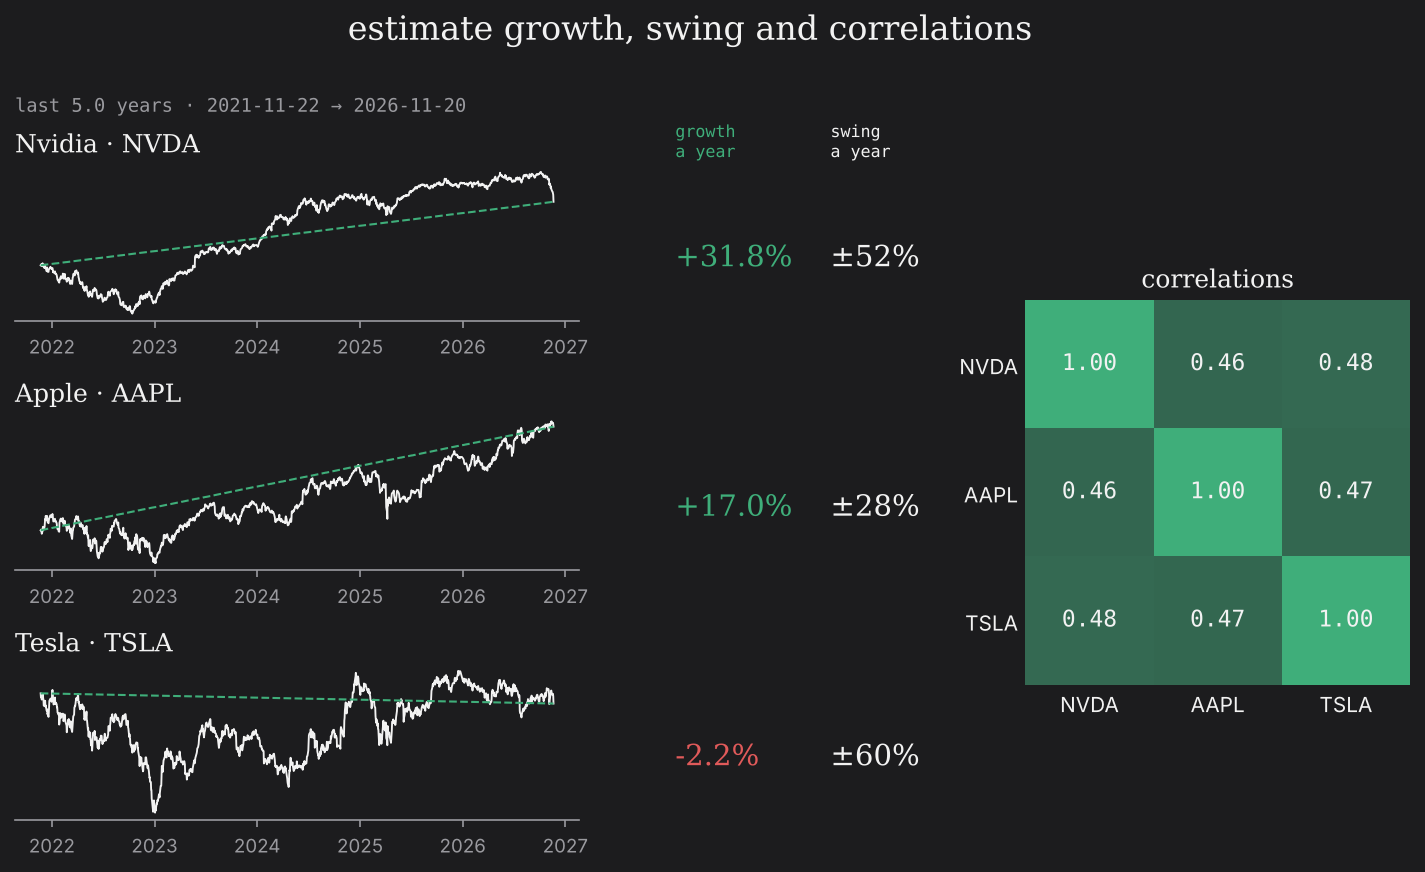 estimate growth, swing and correlations
last 5.0 years · 2021-11-22 → 2026-11-20
growth
a year
swing
a year
Nvidia · NVDA
+31.8%
±52%
2022 2023 2024 2025 2026 2027
Apple · AAPL
+17.0%
±28%
2022 2023 2024 2025 2026 2027
Tesla · TSLA
-2.2%
±60%
2022 2023 2024 2025 2026 2027
correlations
NVDA 1.00 0.46 0.48
AAPL 0.46 1.00 0.47
TSLA 0.48 0.47 1.00
NVDA AAPL TSLA